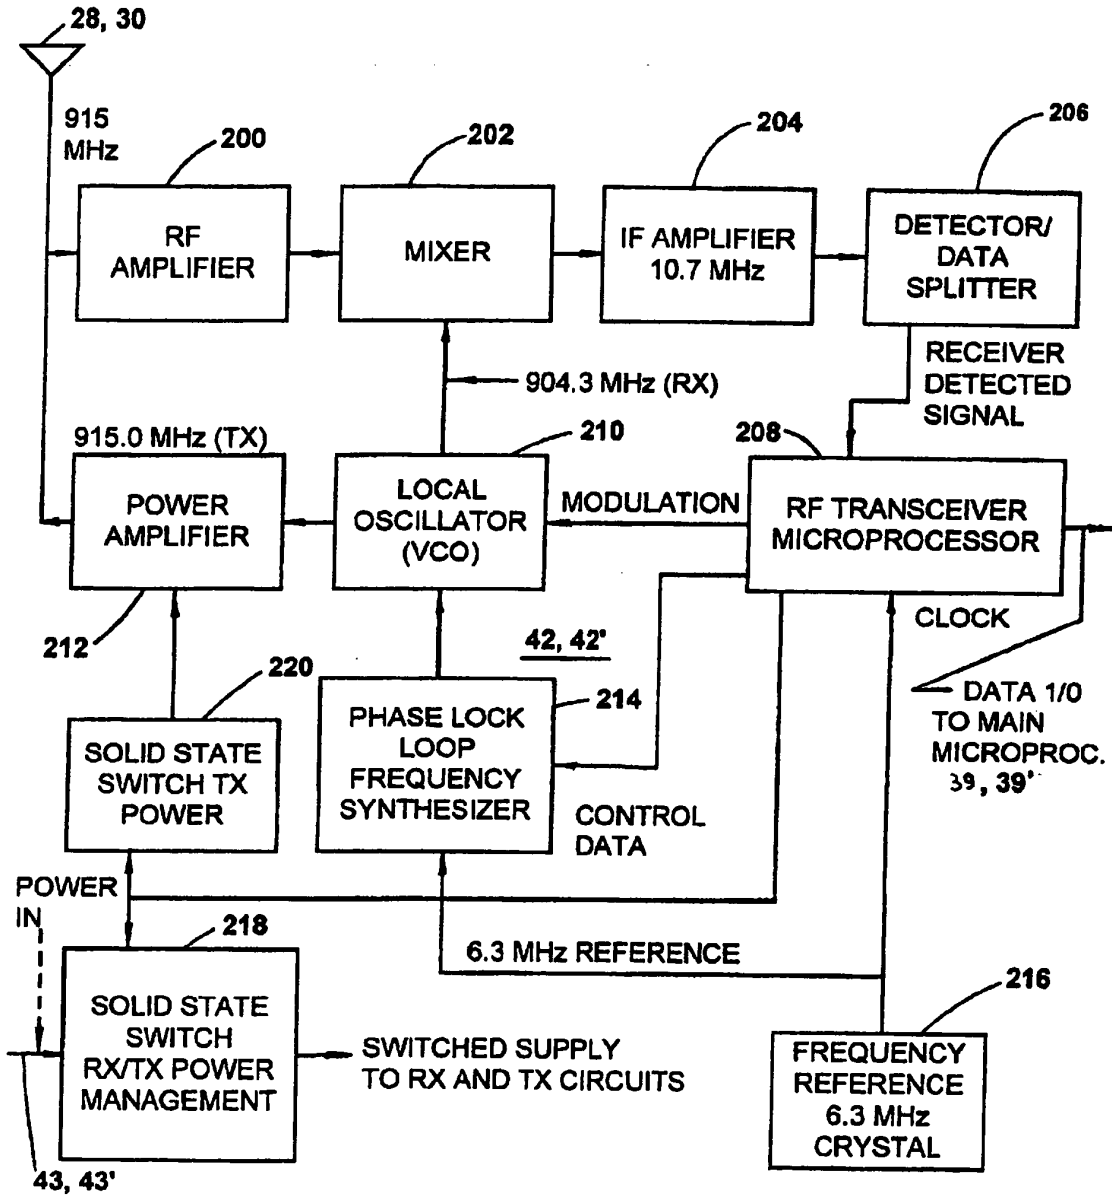 28, 30
915
MHz
200
202
204
206
RF
AMPLIFIER
MIXER
IF AMPLIFIER
10.7 MHz
DETECTOR/
DATA
SPLITTER
RECEIVER
DETECTED
SIGNAL
904.3 MHz (RX)
915.0 MHz (TX)
210
208
POWER
AMPLIFIER
LOCAL
OSCILLATOR
(VCO)
MODULATION
RF TRANSCEIVER
MICROPROCESSOR
CLOCK
212
220
42, 42'
214
DATA 1/0
TO MAIN
MICROPROC.
39, 39'
SOLID STATE
SWITCH TX
POWER
PHASE LOCK
LOOP
FREQUENCY
SYNTHESIZER
CONTROL
DATA
POWER
IN
218
6.3 MHz REFERENCE
216
SOLID STATE
SWITCH
RX/TX POWER
MANAGEMENT
SWITCHED SUPPLY
TO RX AND TX CIRCUITS
FREQUENCY
REFERENCE
6.3 MHz
CRYSTAL
43, 43'